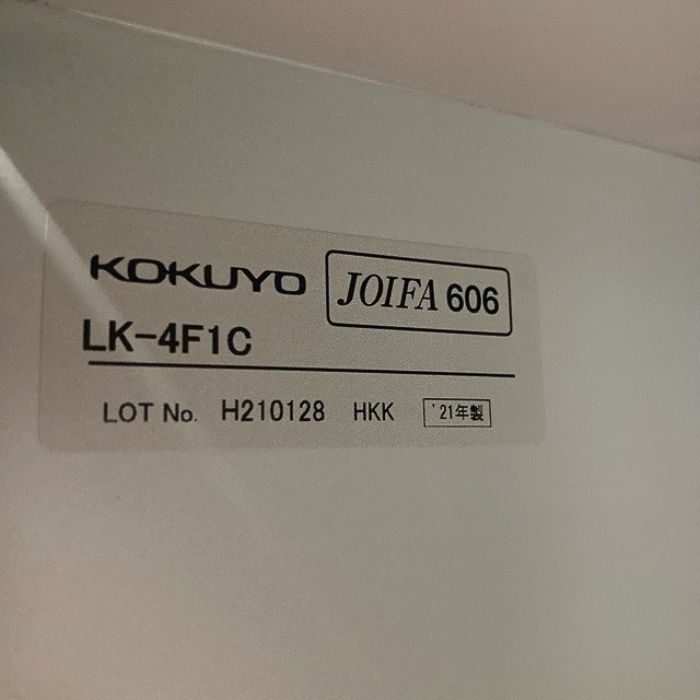 KOKUYO JOIFA 606
LK-4F1C
LOT No. H210128 HKK '21年製